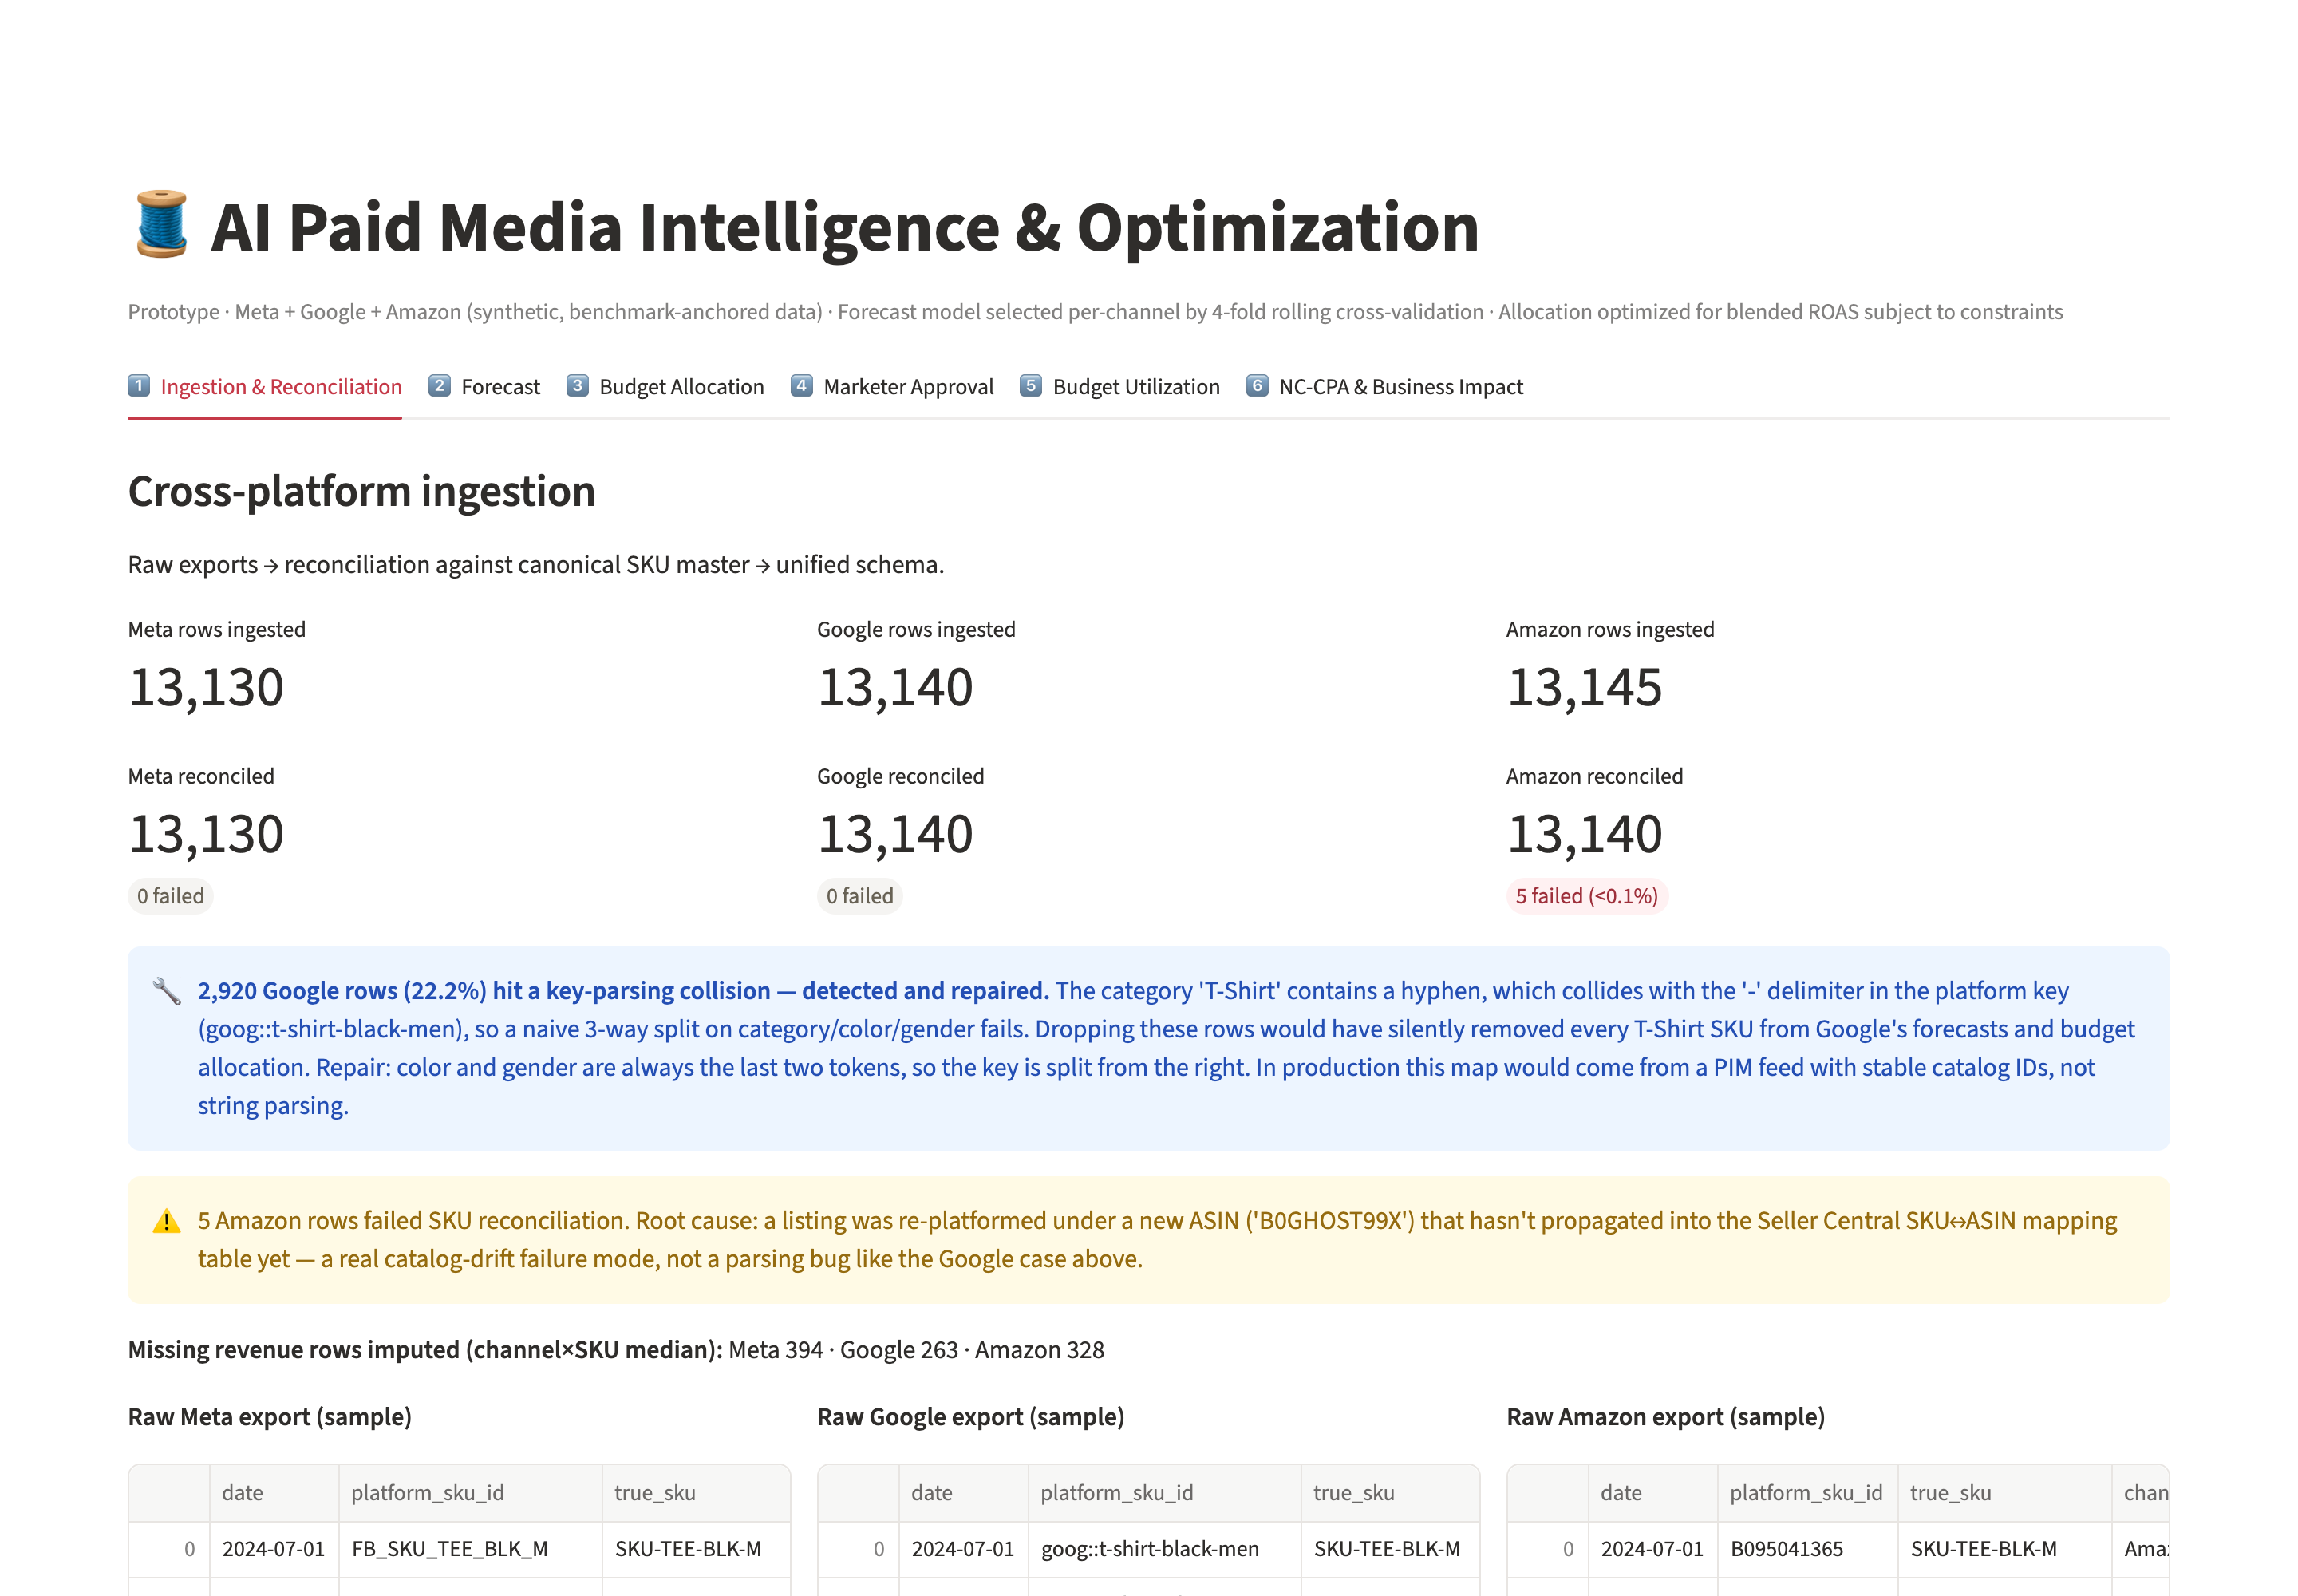 🧵 AI Paid Media Intelligence & Optimization
Prototype · Meta + Google + Amazon (synthetic, benchmark-anchored data) · Forecast model selected per-channel by 4-fold rolling cross-validation · Allocation optimized for blended ROAS subject to constraints
1 Ingestion & Reconciliation 2 Forecast 3 Budget Allocation 4 Marketer Approval 5 Budget Utilization 6 NC-CPA & Business Impact
Cross-platform ingestion
Raw exports → reconciliation against canonical SKU master → unified schema.
Meta rows ingested Google rows ingested Amazon rows ingested
13,130 13,140 13,145
Meta reconciled Google reconciled Amazon reconciled
13,130 13,140 13,140
0 failed 0 failed 5 failed (<0.1%)
2,920 Google rows (22.2%) hit a key-parsing collision — detected and repaired. The category 'T-Shirt' contains a hyphen, which collides with the '-' delimiter in the platform key
(goog::t-shirt-black-men), so a naive 3-way split on category/color/gender fails. Dropping these rows would have silently removed every T-Shirt SKU from Google's forecasts and budget
allocation. Repair: color and gender are always the last two tokens, so the key is split from the right. In production this map would come from a PIM feed with stable catalog IDs, not
string parsing.
5 Amazon rows failed SKU reconciliation. Root cause: a listing was re-platformed under a new ASIN ('B0GHOST99X') that hasn't propagated into the Seller Central SKU↔ASIN mapping
table yet — a real catalog-drift failure mode, not a parsing bug like the Google case above.
Missing revenue rows imputed (channel×SKU median): Meta 394 · Google 263 · Amazon 328
Raw Meta export (sample) Raw Google export (sample) Raw Amazon export (sample)
date platform_sku_id true_sku date platform_sku_id true_sku date platform_sku_id true_sku chan
0 2024-07-01 FB_SKU_TEE_BLK_M SKU-TEE-BLK-M 0 2024-07-01 goog::t-shirt-black-men SKU-TEE-BLK-M 0 2024-07-01 B095041365 SKU-TEE-BLK-M Ama